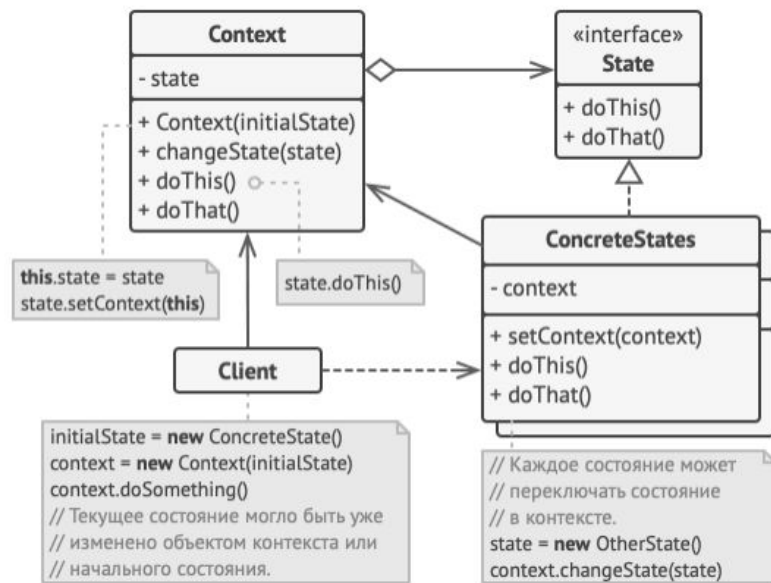 Context
- state
+ Context(initialState)
+ changeState(state)
+ doThis()
+ doThat()
«interface»
State
+ doThis()
+ doThat()
this.state = state
state.setContext(this)
state.doThis()
ConcreteStates
- context
+ setContext(context)
+ doThis()
+ doThat()
Client
initialState = new ConcreteState()
context = new Context(initialState)
context.doSomething()
// Текущее состояние могло быть уже
// изменено объектом контекста или
// начального состояния.
// Каждое состояние может
// переключать состояние
// в контексте.
state = new OtherState()
context.changeState(state)